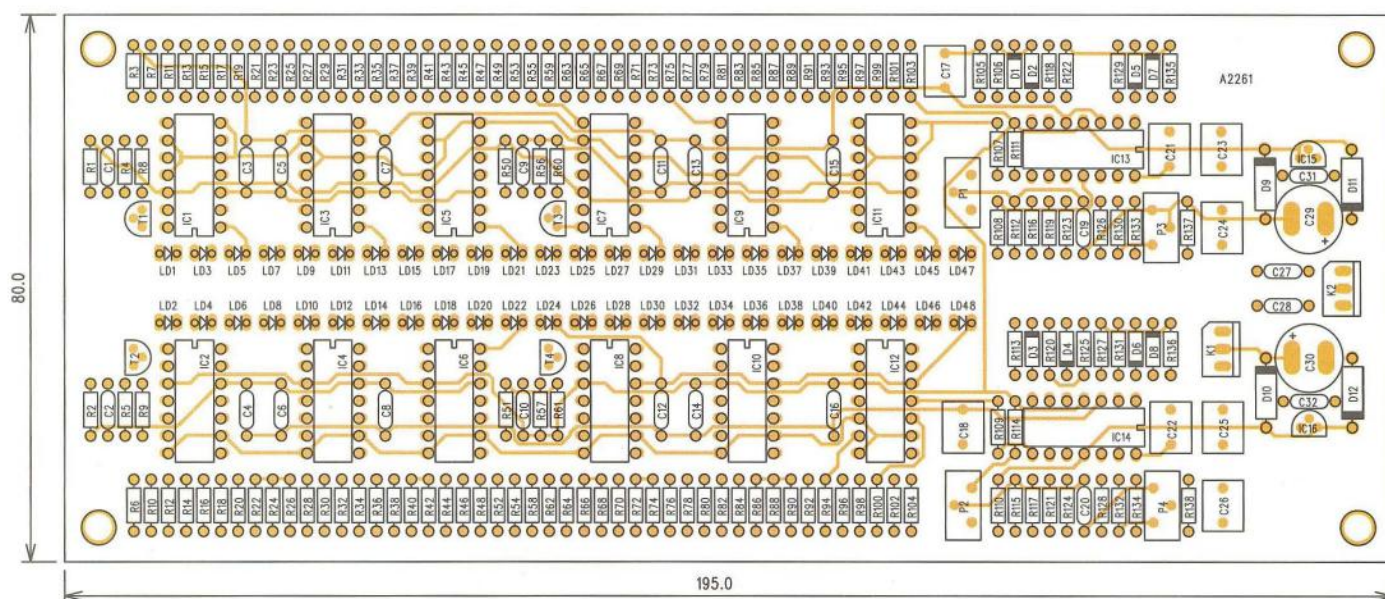 R3 R7 R11 R13 R15 R17 R19 R21 R23 R25 R27 R29 R31 R33 R35 R37 R39 R41 R43 R45 R47 R49 R53 R55 R59 R63 R65 R67 R69 R71 R73 R75 R77 R79 R81 R83 R85 R87 R89 R91 R93 R95 R97 R99 R101 R103 C17 R105 R106 D1 D2 R118 R122 R129 D5 D7 R135
A2261
R1 C1 R4 R8 C3 C5 C7 R50 C9 R56 R60 C11 C13 C15 R107 R111 IC13 C21 C23 IC15
C31
D9 D11
T1 IC1 IC3 IC5 T3 IC7 IC9 IC11 P1
R108 R112 R16 R119 R123 C19 R126 R130 R133 P3 R137 C24 C29
+
LD1 LD3 LD5 LD7 LD9 LD11 LD13 LD15 LD17 LD19 LD21 LD23 LD25 LD27 LD29 LD31 LD33 LD35 LD37 LD39 LD41 LD43 LD45 LD47
C27
K2
80.0
LD2 LD4 LD6 LD8 LD10 LD12 LD14 LD16 LD18 LD20 LD22 LD24 LD26 LD28 LD30 LD32 LD34 LD36 LD38 LD40 LD42 LD44 LD46 LD48
C28
+
T2 IC2 IC4 IC6 T4 IC8 IC10 IC12
R113 D3 R120 D4 R125 R127 R131 D6 D8 R136 K1 C30
D10 D12
C32
R2 C2 R5 R9 C4 C6 C8 R51 C10 R57 R61 C12 C14 C16 C18 R109 R114 IC14 C22 C25 IC16
R6 R10 R12 R14 R16 R18 R20 R22 R24 R26 R28 R30 R32 R34 R36 R38 R40 R42 R44 R46 R48 R52 R54 R58 R62 R64 R66 R68 R70 R72 R74 R76 R78 R80 R82 R84 R86 R88 R90 R92 R94 R96 R98 R100 R102 R104 P2 R110 R115 R117 R121 R124 C20 R128 R134 P4 R138 C26
195.0